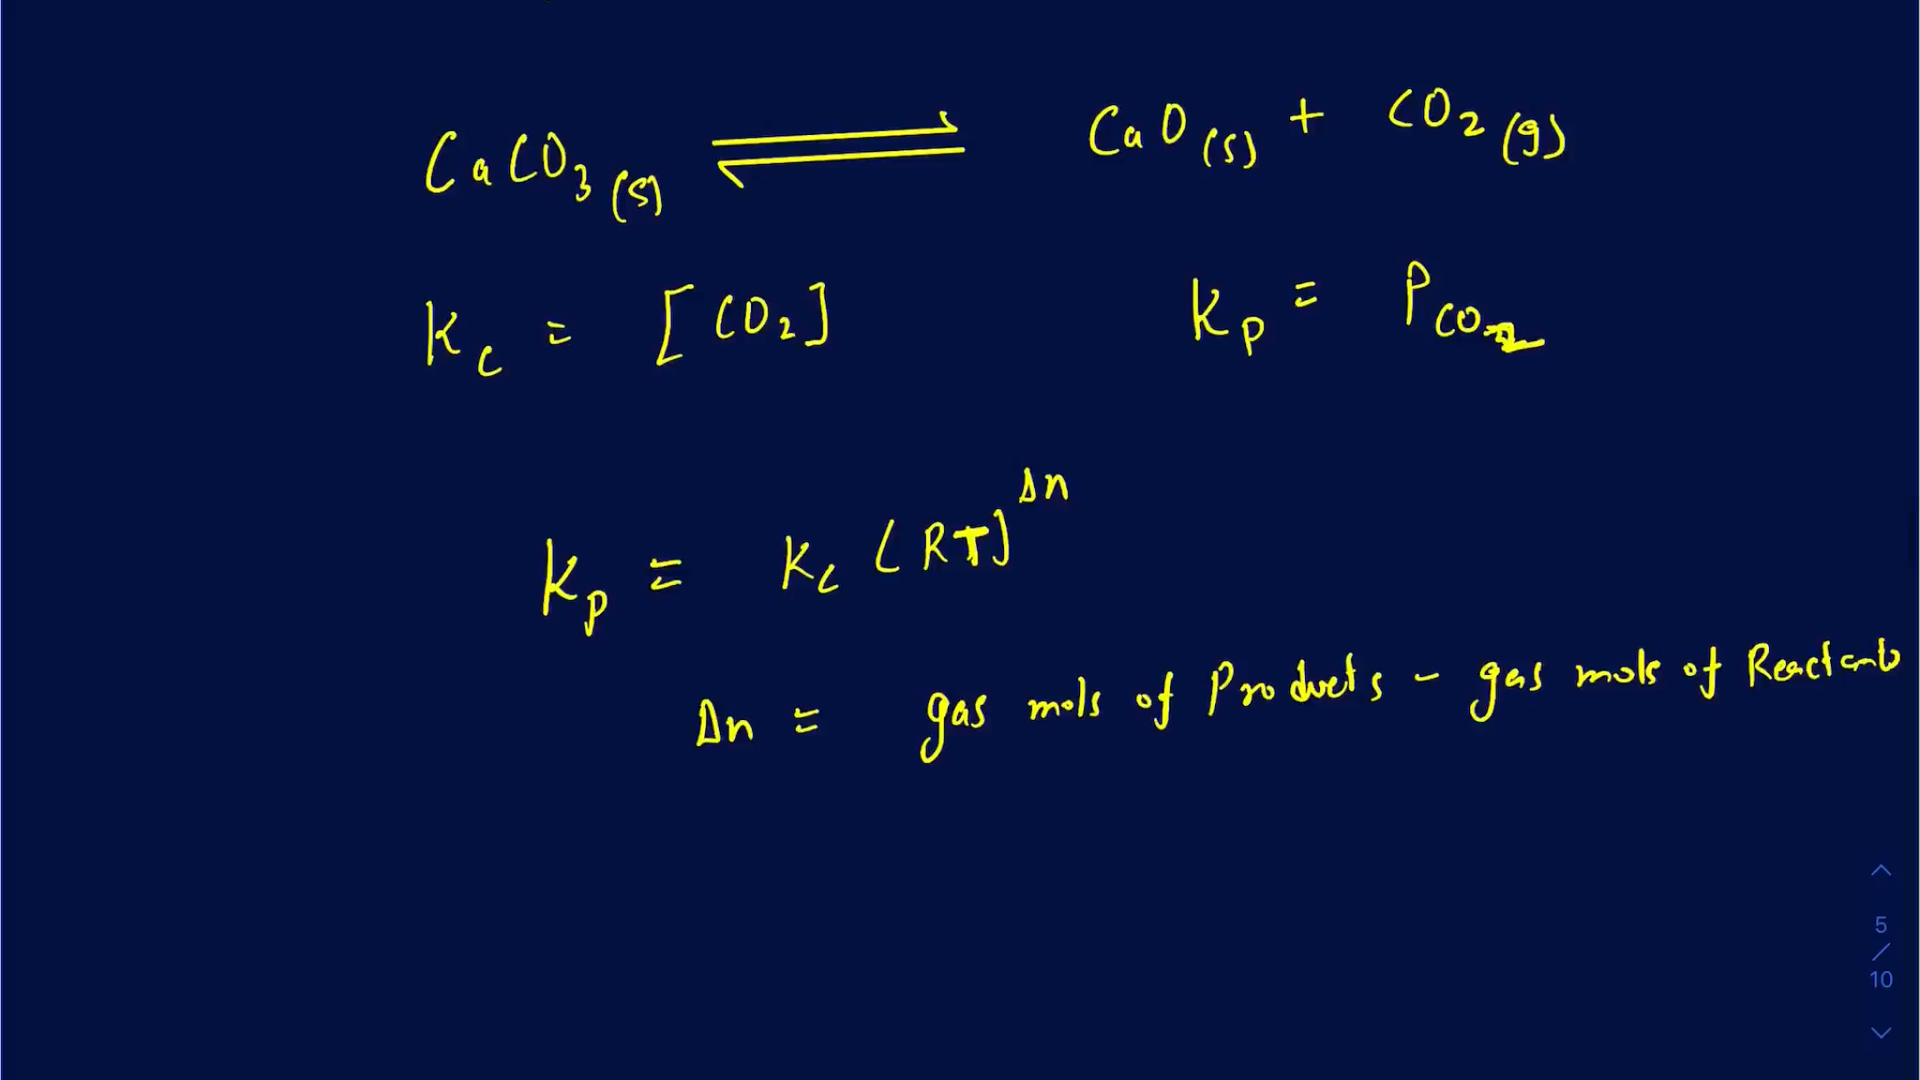 CaCO₃(s) ⇌ CaO(s) + CO₂(g)
Kc = [CO₂]
Kp = PCO₂
Kp = Kc (RT)^Δn
Δn = gas mols of Products - gas mols of Reactants
5
/
10